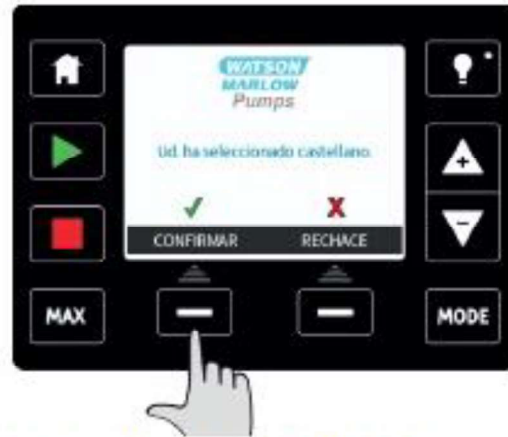 WATSON
MARLOW
Pumps
Ud. ha seleccionado castellano.
CONFIRMAR RECHACE
MAX
MODE